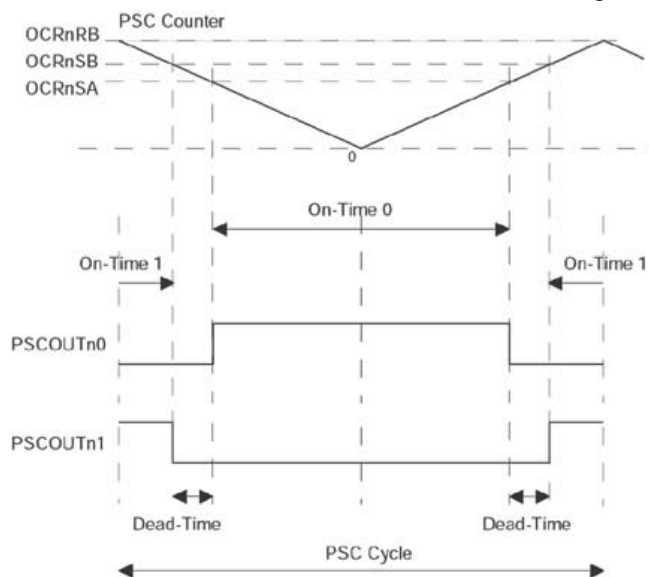 PSC Counter
OCRnRB
OCRnSB
OCRnSA
0
On-Time 0
On-Time 1
On-Time 1
PSCOUTn0
PSCOUTn1
Dead-Time
Dead-Time
PSC Cycle